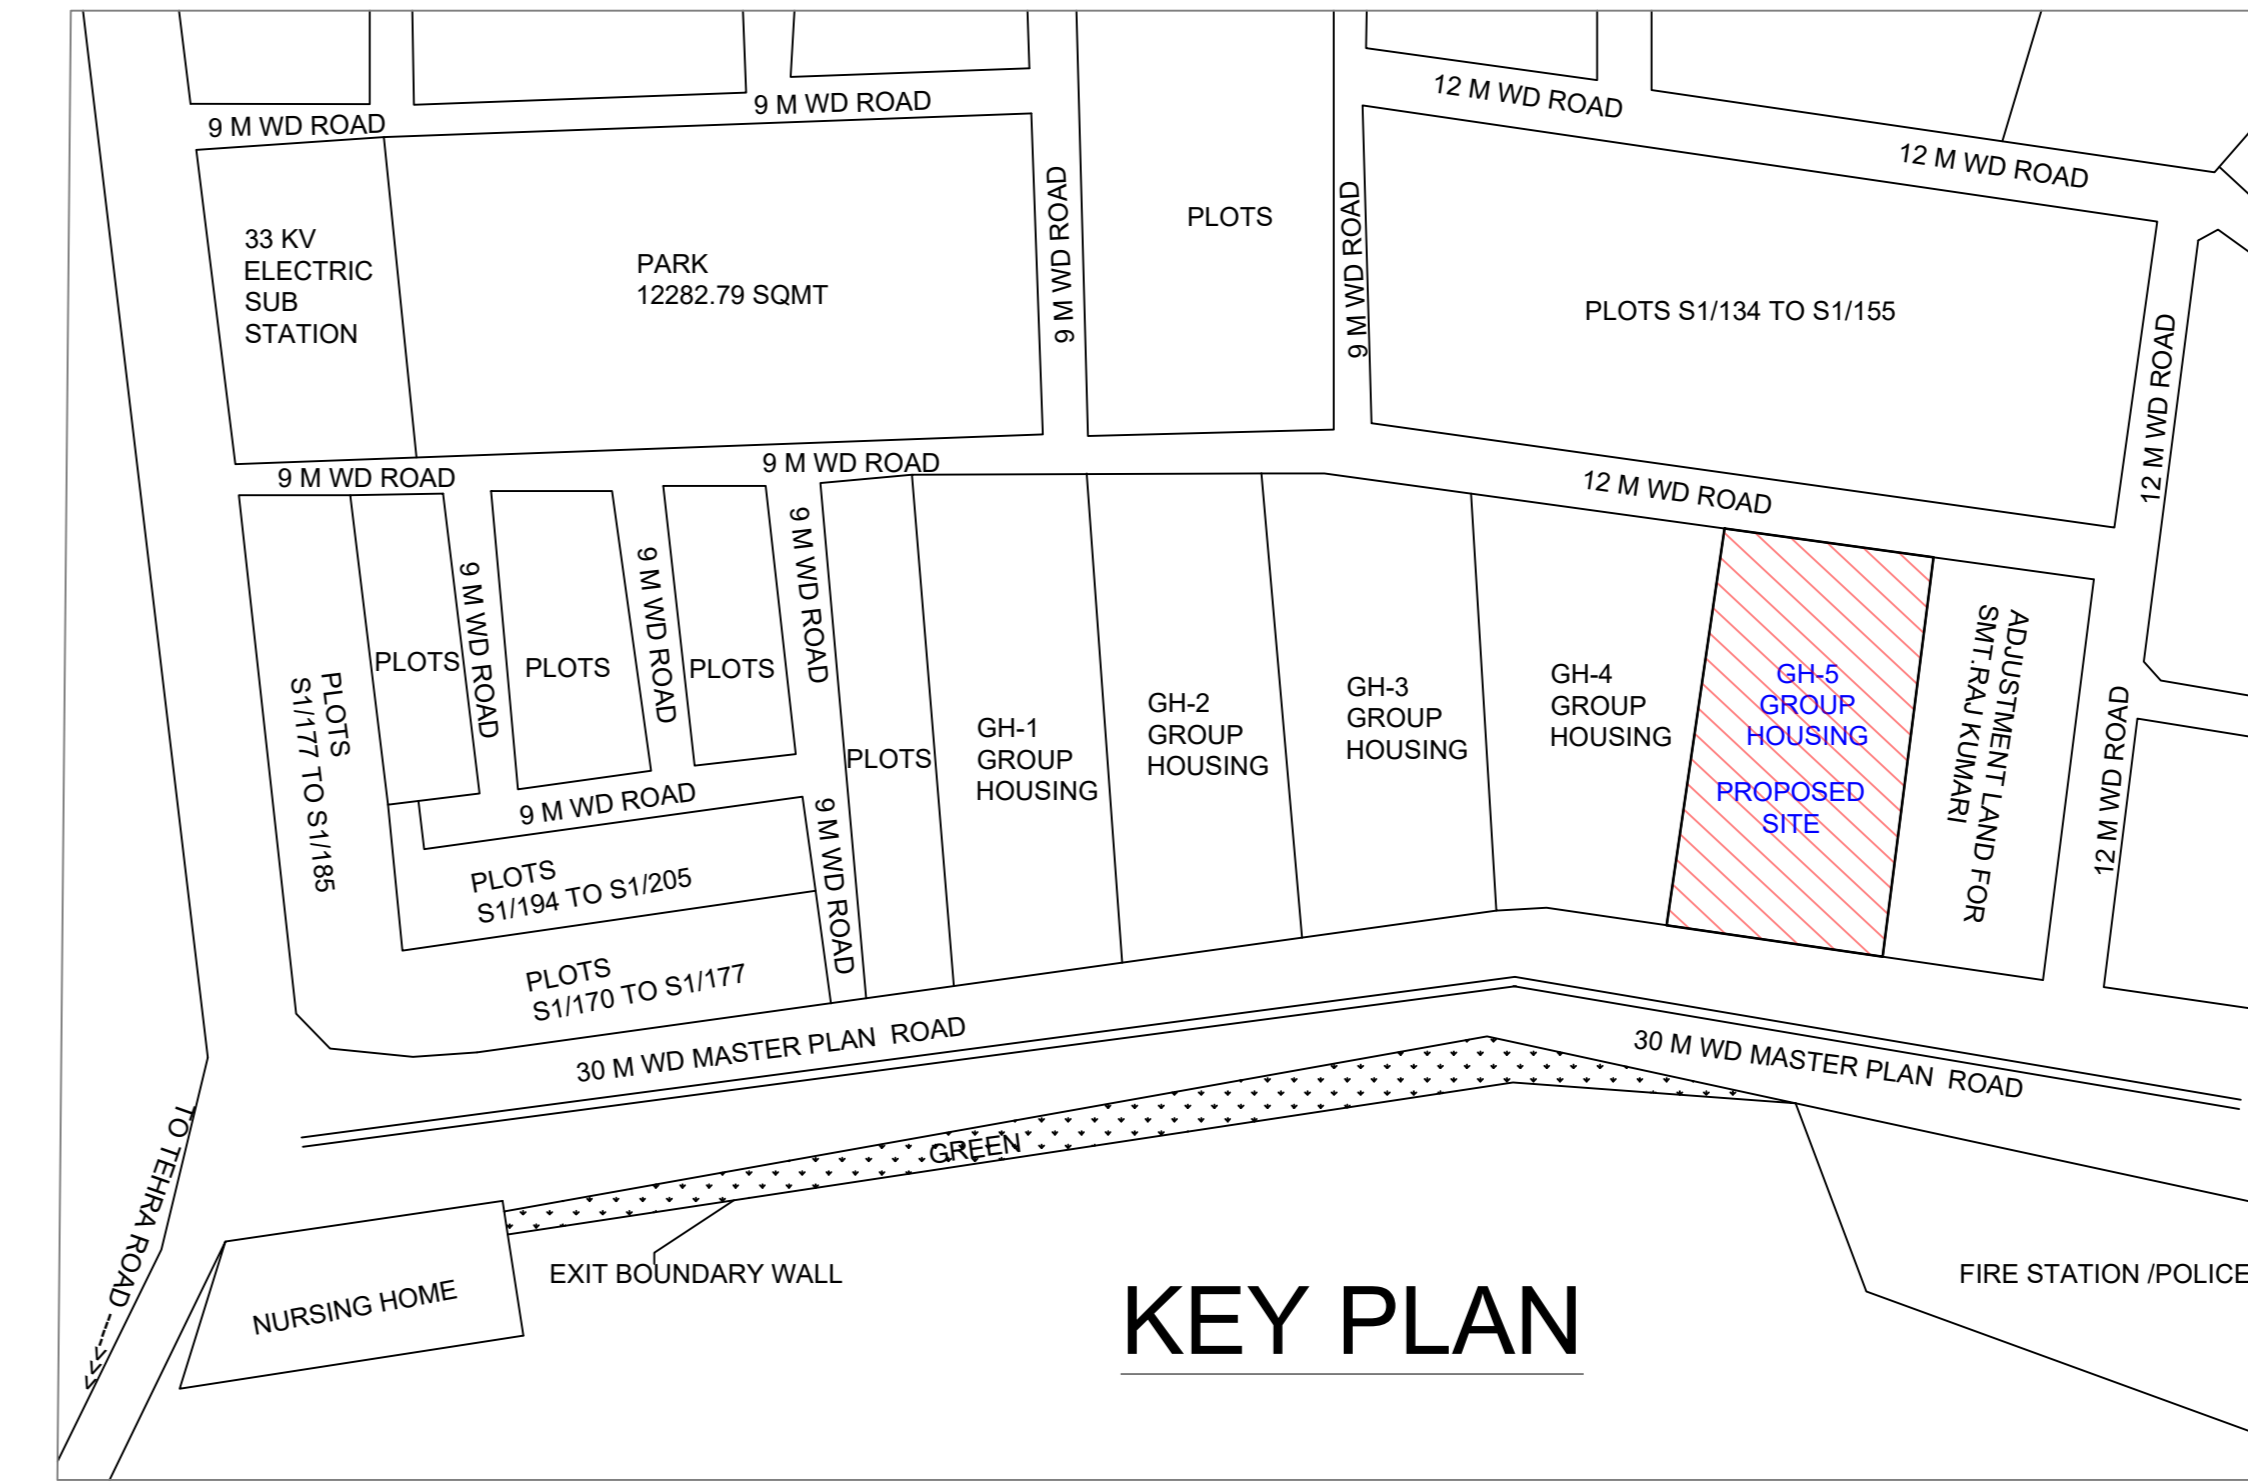 12 M WD ROAD
9 M WD ROAD
9 M WD ROAD
12 M WD ROAD
9 M WD ROAD
PLOTS
9 M WD ROAD
33 KV
ELECTRIC
SUB
STATION
PARK
12282.79 SQMT
PLOTS S1/134 TO S1/155
12 M WD ROAD
9 M WD ROAD
9 M WD ROAD
12 M WD ROAD
PLOTS
S1/177 TO S1/185
PLOTS
9 M WD ROAD
PLOTS
9 M WD ROAD
PLOTS
9 M WD ROAD
PLOTS
GH-1
GROUP
HOUSING
GH-2
GROUP
HOUSING
GH-3
GROUP
HOUSING
GH-4
GROUP
HOUSING
GH-5
GROUP
HOUSING
PROPOSED
SITE
ADJUSTMENT LAND FOR
SMT.RAJ KUMARI
12 M WD ROAD
9 M WD ROAD
9 M WD ROAD
PLOTS
S1/194 TO S1/205
PLOTS
S1/170 TO S1/177
30 M WD MASTER PLAN ROAD
30 M WD MASTER PLAN ROAD
GREEN
TO TEHRA ROAD ---->>>
NURSING HOME
EXIT BOUNDARY WALL
FIRE STATION /POLICE
KEY PLAN